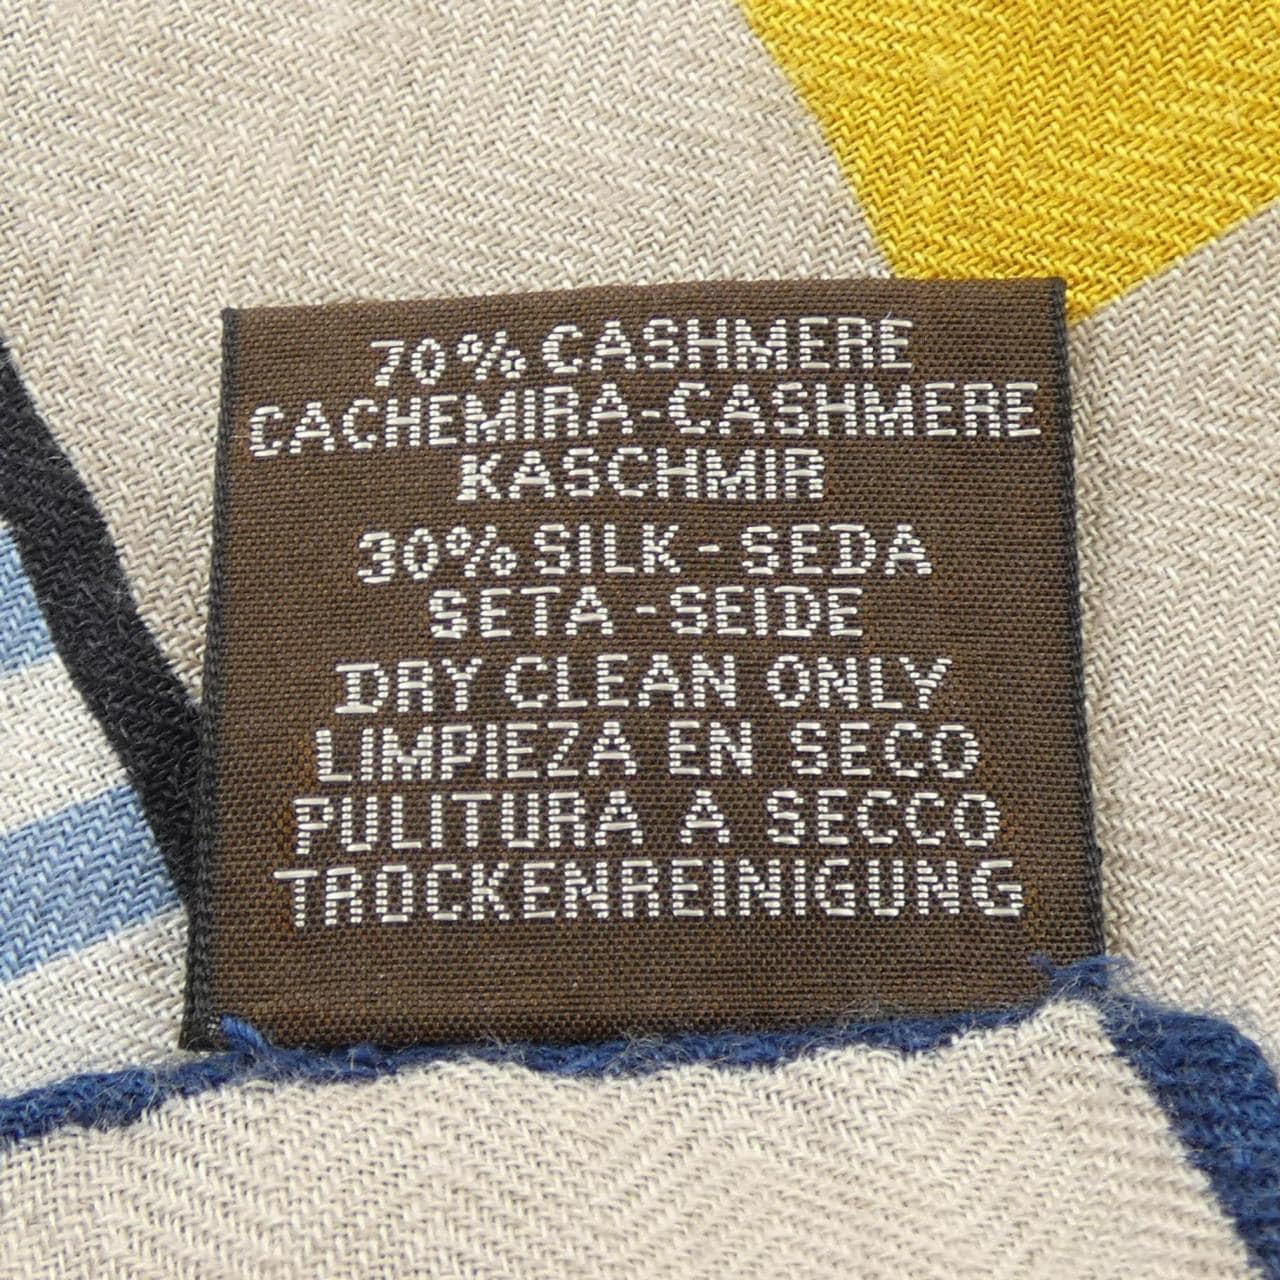 70% CASHMERE
CACHEMIRA-CASHMERE
KASCHMIR
30% SILK - SEDA
SETA - SEIDE
DRY CLEAN ONLY
LIMPIEZA EN SECO
PULITURA A SECCO
TROCKENREINIGUNG